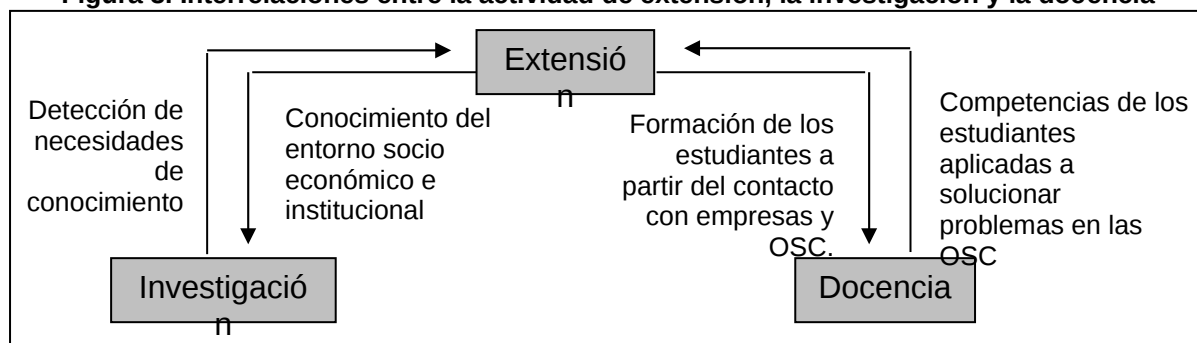 Figura 3. Interrelaciones entre la actividad de extensión, la investigación y la docencia
Extensió
n
Detección de
necesidades
de
conocimiento
Conocimiento del
entorno socio
económico e
institucional
Formación de los
estudiantes a
partir del contacto
con empresas y
OSC.
Competencias de los
estudiantes
aplicadas a
solucionar
problemas en las
OSC
Investigació
n
Docencia